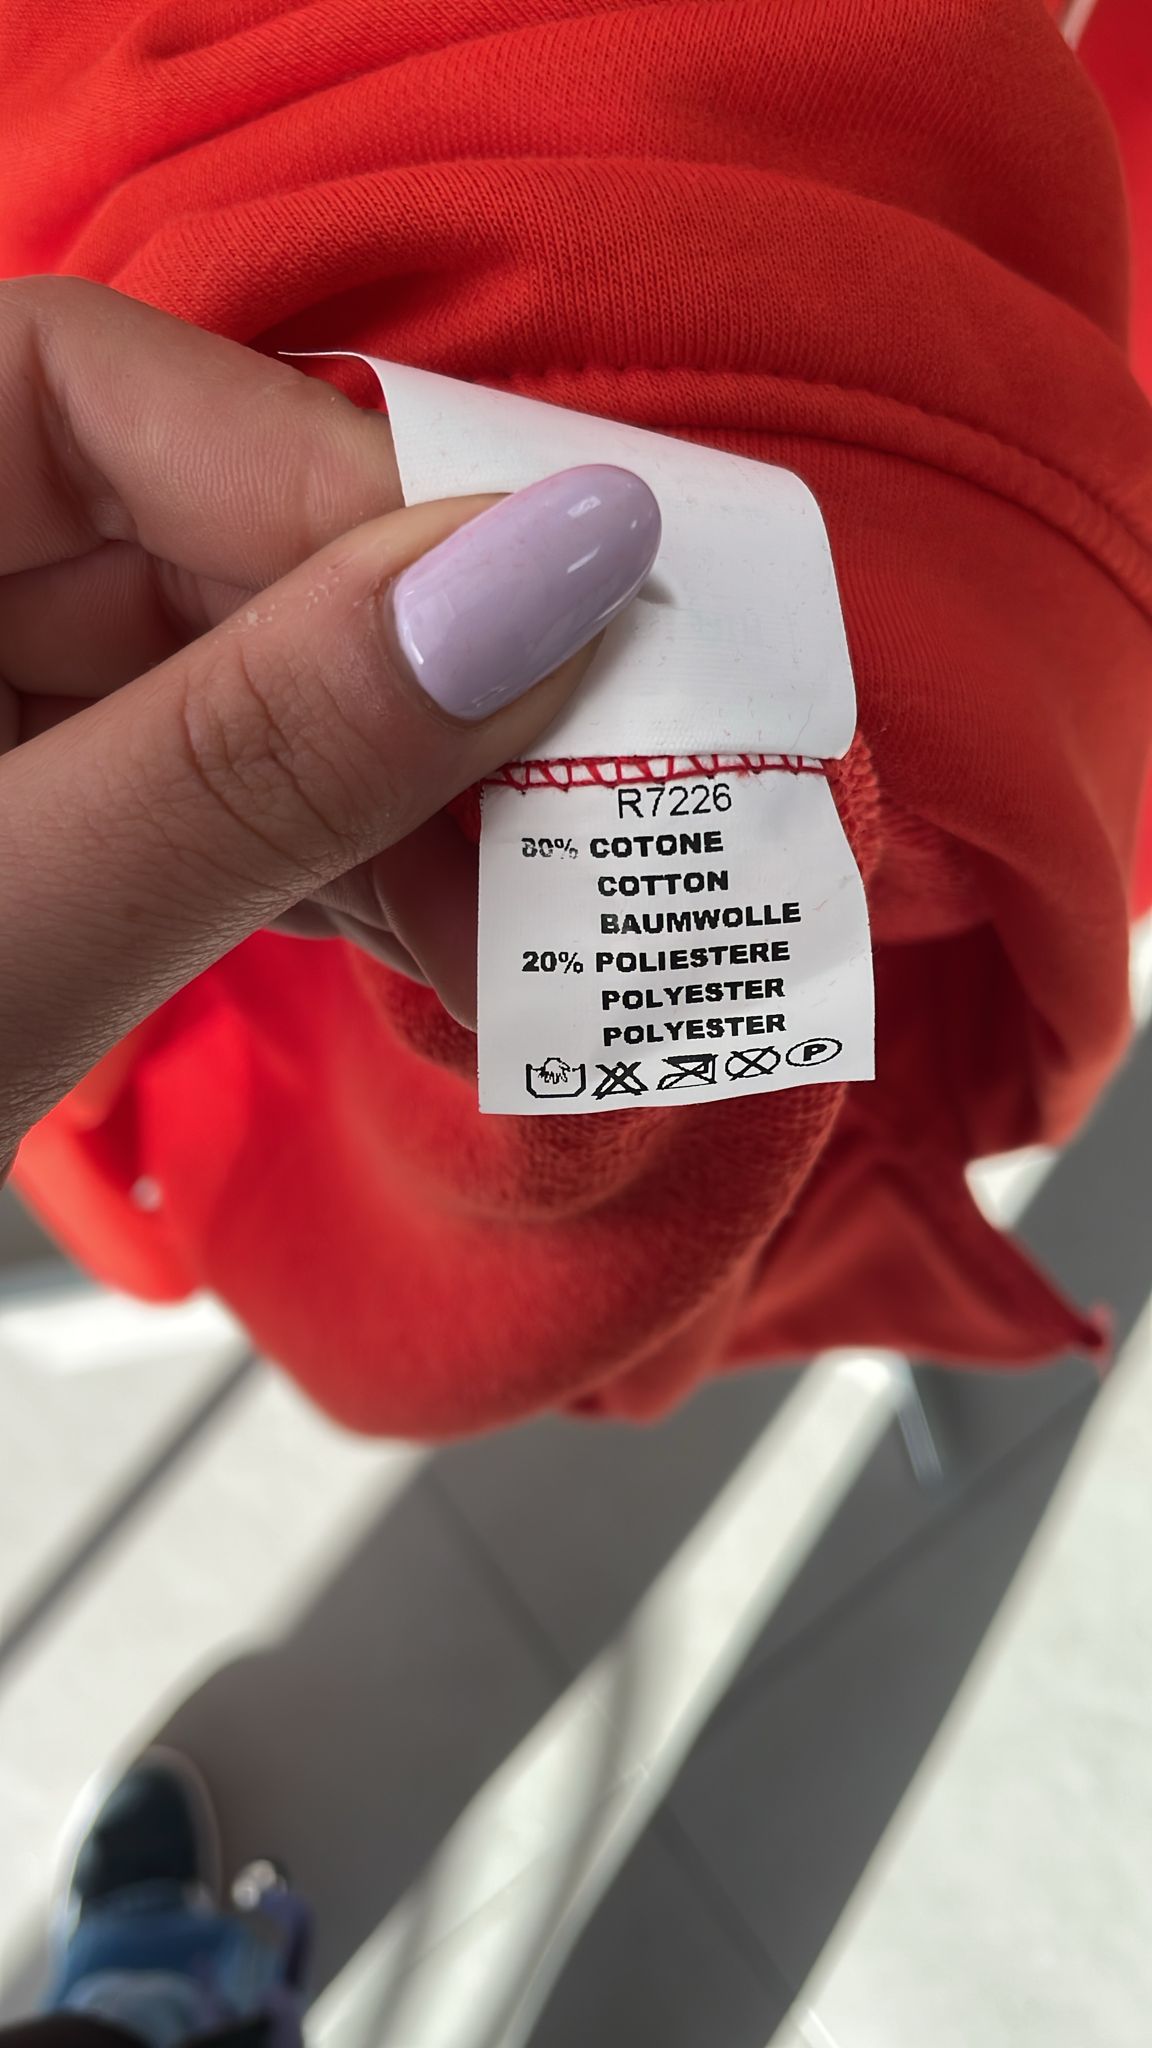 R7226
80% COTONE
COTTON
BAUMWOLLE
20% POLIESTERE
POLYESTER
POLYESTER
P